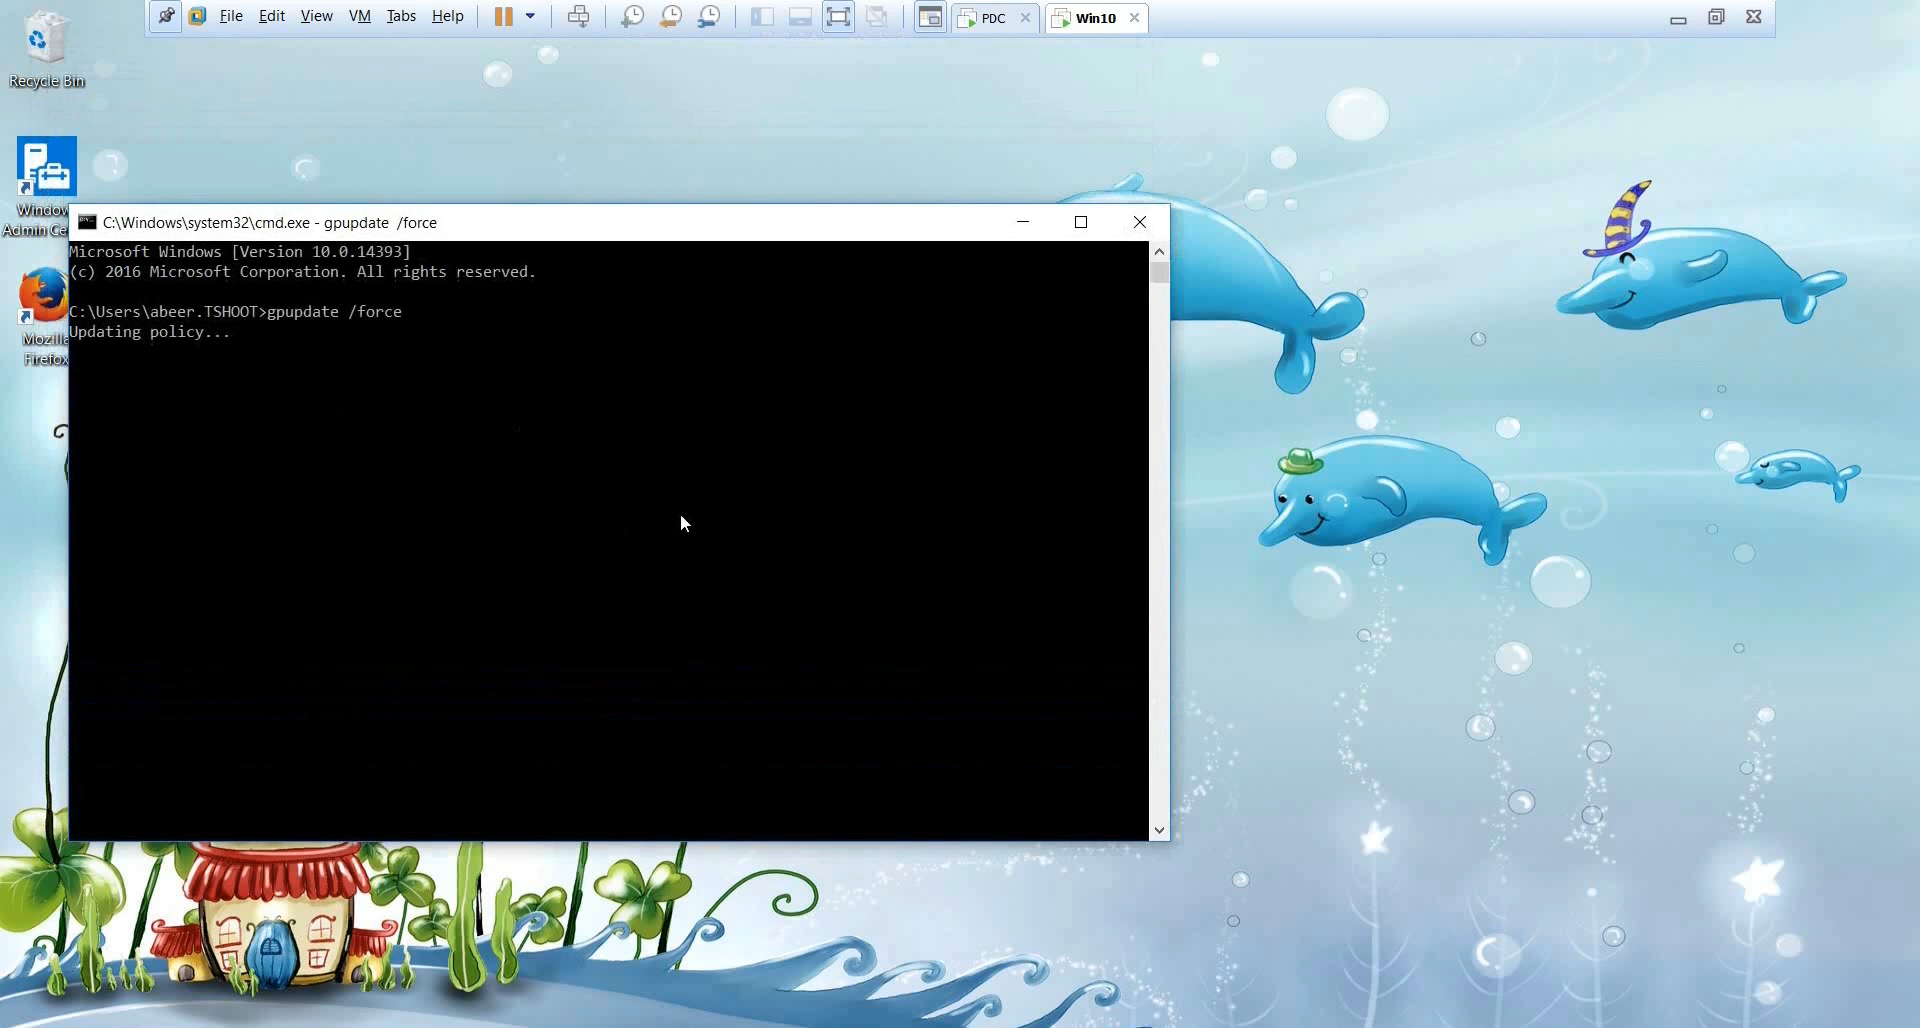 File Edit View VM Tabs Help
PDC
Win10
Recycle Bin
Window
Admin Ce
Mozilla
Firefox
C:\Windows\system32\cmd.exe - gpupdate  /force
Microsoft Windows [Version 10.0.14393]
(c) 2016 Microsoft Corporation. All rights reserved.
C:\Users\abeer.TSHOOT>gpupdate /force
Updating policy...